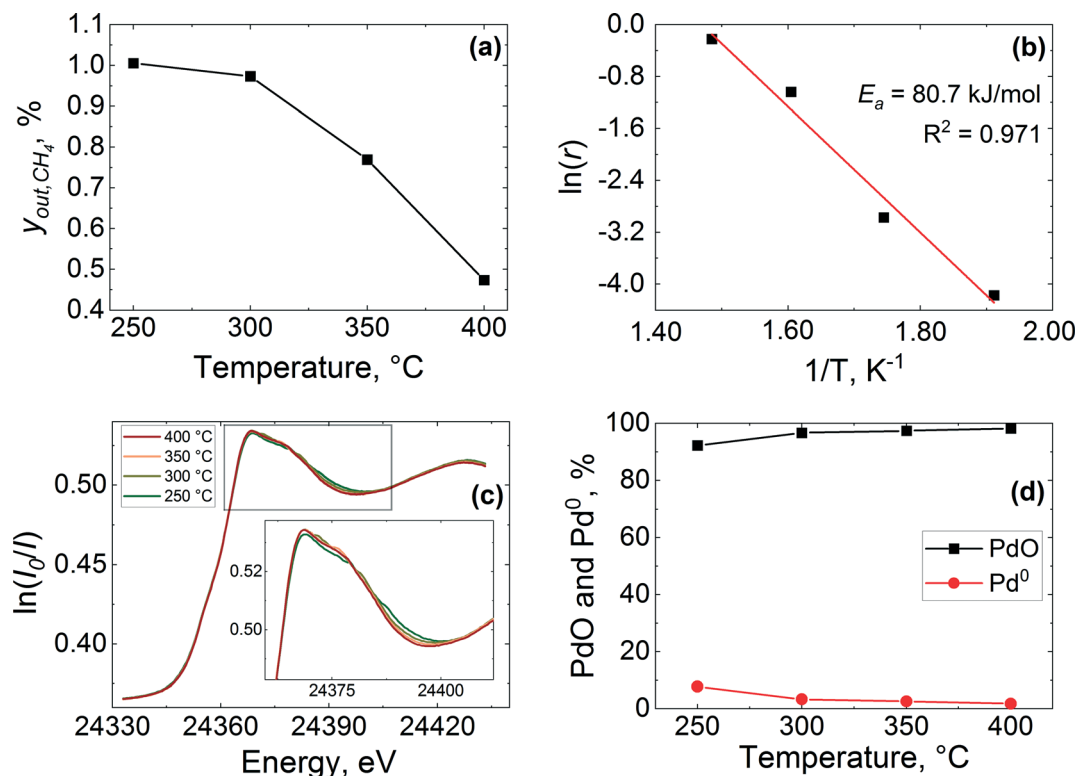 1.1
1.0
0.9
0.8
0.7
0.6
0.5
0.4
y_out,CH₄, %
250 300 350 400
Temperature, °C
(a)
0.0
-0.8
-1.6
-2.4
-3.2
-4.0
ln(r)
(b)
Eₐ = 80.7 kJ/mol
R² = 0.971
1.40 1.60 1.80 2.00
1/T, K⁻¹
400 °C
350 °C
300 °C
250 °C
(c)
0.50
0.45
0.40
ln(I₀/I)
0.52
0.50
24375 24400
24330 24360 24390 24420
Energy, eV
100
80
60
40
20
0
PdO and Pd⁰, %
(d)
PdO
Pd⁰
250 300 350 400
Temperature, °C